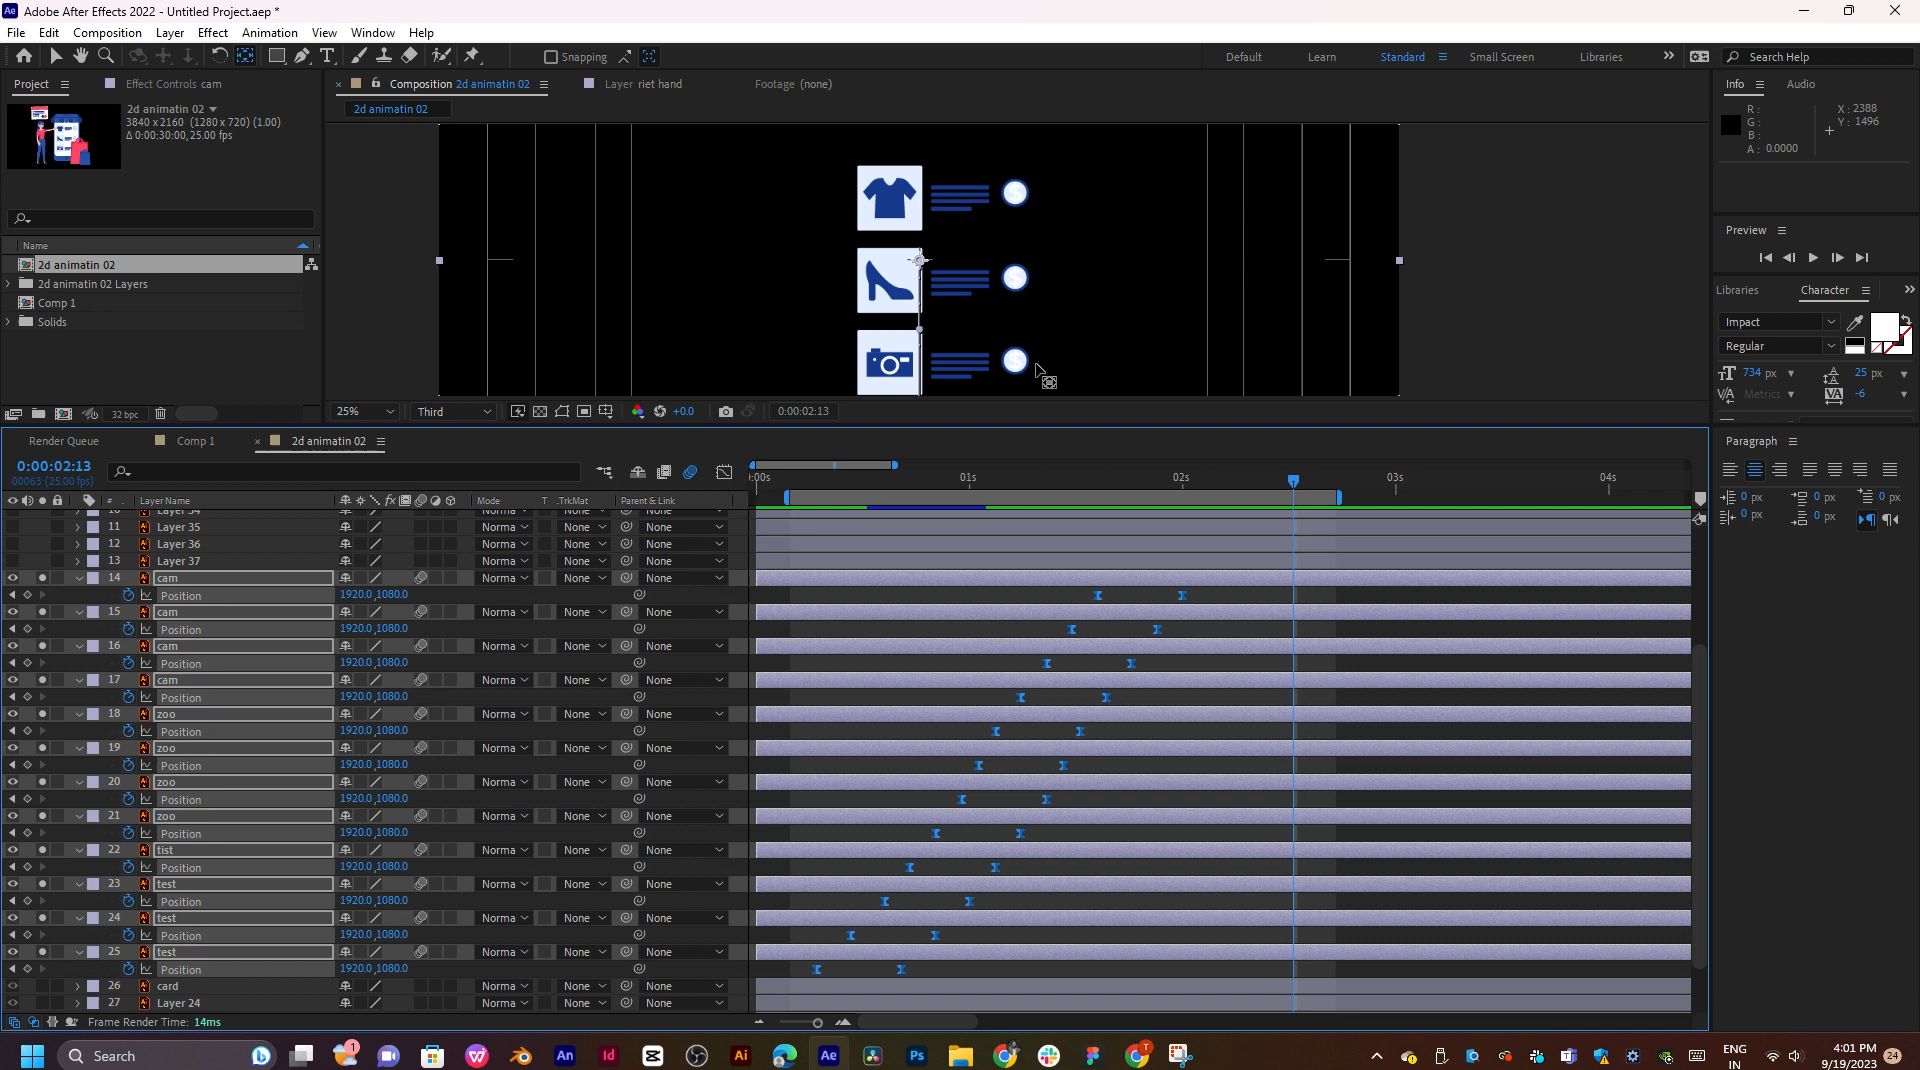 Adobe After Effects 2022 - Untitled Project.aep *
File Edit Composition Layer Effect Animation View Window Help
Snapping
Default Learn Standard Small Screen Libraries Search Help
Project Effect Controls cam
Composition 2d animatin 02 Layer riet hand Footage (none)
2d animatin 02
2d animatin 02
3840 x 2160 (1280 x 720) (1.00)
Δ 0:00:30:00, 25.00 fps
Name
2d animatin 02
2d animatin 02 Layers
Comp 1
Solids
32 bpc
25% Third +0.0 0:00:02:13
Info Audio
R:
G:
B:
A: 0.0000
X: 2388
Y: 1496
Preview
Libraries Character
Impact
Regular
734 px 25 px
Metrics -6
Paragraph
0 px 0 px 0 px
0 px 0 px
Render Queue Comp 1 2d animatin 02
0:00:02:13
00063 (25.00 fps)
# Layer Name fx Mode T .TrkMat Parent & Link
:00s 01s 02s 03s 04s
10 Layer 34 Norma None None
11 Layer 35 Norma None None
12 Layer 36 Norma None None
13 Layer 37 Norma None None
14 cam Norma None None
Position 1920.0,1080.0
15 cam Norma None None
Position 1920.0,1080.0
16 cam Norma None None
Position 1920.0,1080.0
17 cam Norma None None
Position 1920.0,1080.0
18 zoo Norma None None
Position 1920.0,1080.0
19 zoo Norma None None
Position 1920.0,1080.0
20 zoo Norma None None
Position 1920.0,1080.0
21 zoo Norma None None
Position 1920.0,1080.0
22 tist Norma None None
Position 1920.0,1080.0
23 test Norma None None
Position 1920.0,1080.0
24 test Norma None None
Position 1920.0,1080.0
25 test Norma None None
Position 1920.0,1080.0
26 card Norma None None
27 Layer 24 Norma None None
Frame Render Time: 14ms
Search
ENG
IN
4:01 PM
9/19/2023
24